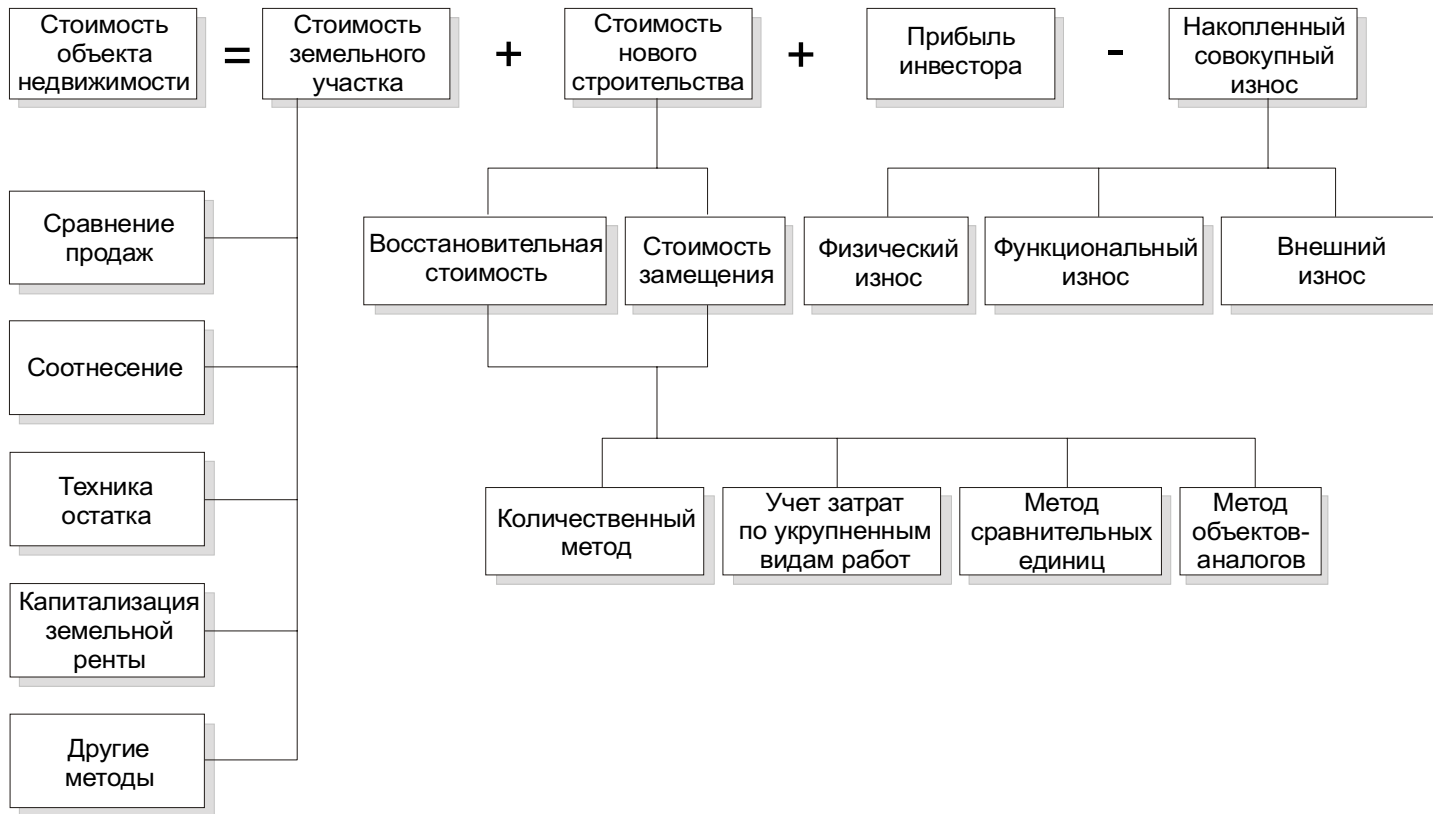 Стоимость
объекта
недвижимости
=
Стоимость
земельного
участка
+
Стоимость
нового
строительства
+
Прибыль
инвестора
-
Накопленный
совокупный
износ
Сравнение
продаж
Соотнесение
Техника
остатка
Капитализация
земельной
ренты
Другие
методы
Восстановительная
стоимость
Стоимость
замещения
Физический
износ
Функциональный
износ
Внешний
износ
Количественный
метод
Учет затрат
по укрупненным
видам работ
Метод
сравнительных
единиц
Метод
объектов-
аналогов